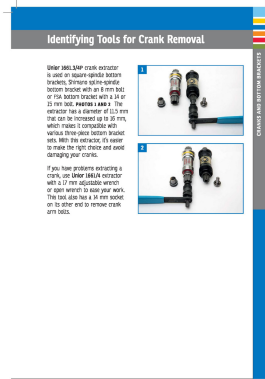 Identifying Tools for Crank Removal
Unior 1661.3/4P crank extractor
is used on square-spindle bottom
brackets, Shimano spline-spindle
bottom bracket with an 8 mm bolt
or FSA bottom bracket with a 14 or
15 mm bolt. PHOTOS 1 AND 3 The
extractor has a diameter of 11.5 mm
that can be increased up to 16 mm,
which makes it compatible with
various three-piece bottom bracket
sets. With this extractor, it's easier
to make the right choice and avoid
damaging your cranks.
If you have problems extracting a
crank, use Unior 1661/4 extractor
with a 17 mm adjustable wrench
or open wrench to ease your work.
This tool also has a 14 mm socket
on its other end to remove crank
arm bolts.
1
2
CRANKS AND BOTTOM BRACKETS